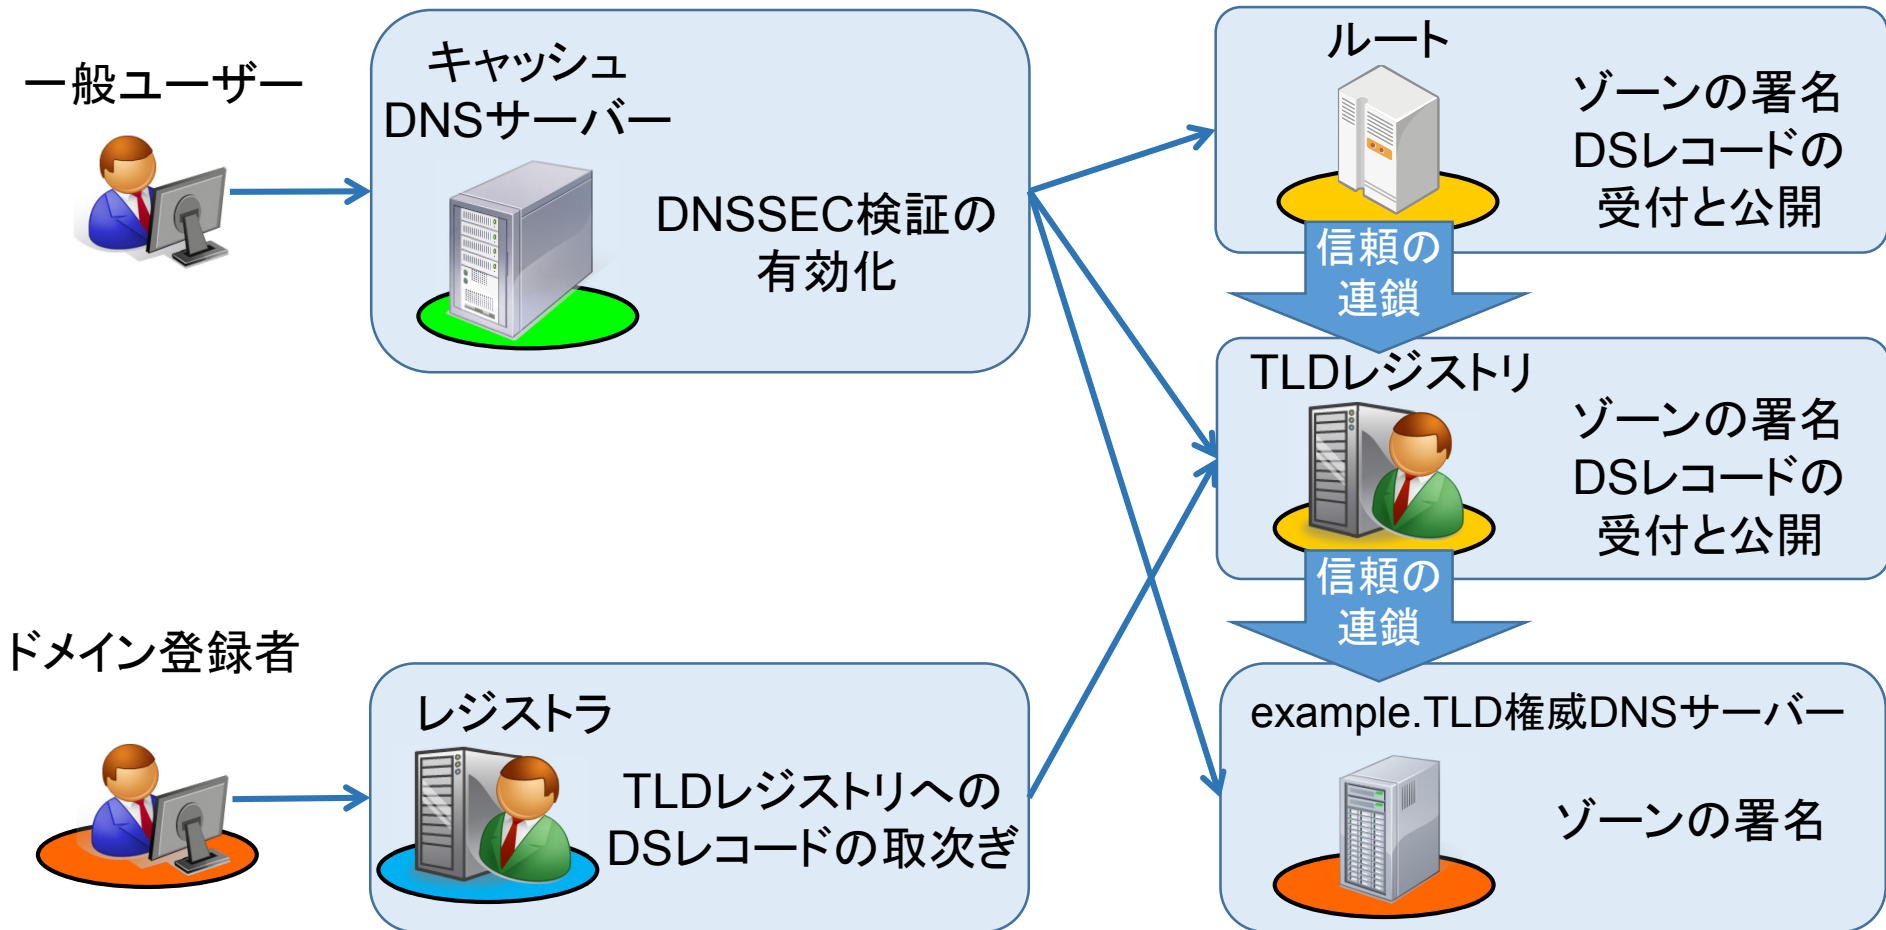 一般ユーザー
キャッシュ
DNSサーバー
DNSSEC検証の
有効化
ルート
ゾーンの署名
DSレコードの
受付と公開
信頼の
連鎖
TLDレジストリ
ゾーンの署名
DSレコードの
受付と公開
信頼の
連鎖
ドメイン登録者
レジストラ
TLDレジストリへの
DSレコードの取次ぎ
example.TLD権威DNSサーバー
ゾーンの署名